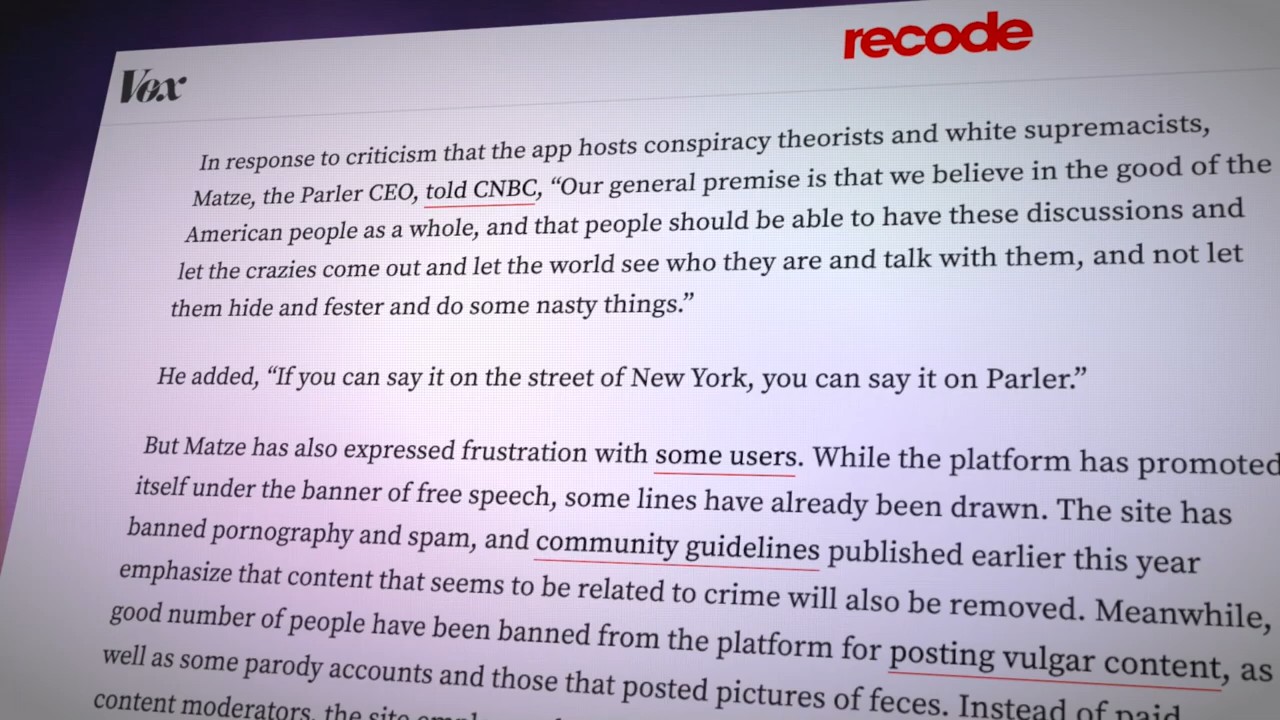 recode
Vox
In response to criticism that the app hosts conspiracy theorists and white supremacists,
Matze, the Parler CEO, told CNBC, “Our general premise is that we believe in the good of the
American people as a whole, and that people should be able to have these discussions and
let the crazies come out and let the world see who they are and talk with them, and not let
them hide and fester and do some nasty things.”
He added, “If you can say it on the street of New York, you can say it on Parler.”
But Matze has also expressed frustration with some users. While the platform has promoted
itself under the banner of free speech, some lines have already been drawn. The site has
banned pornography and spam, and community guidelines published earlier this year
emphasize that content that seems to be related to crime will also be removed. Meanwhile,
good number of people have been banned from the platform for posting vulgar content, as
well as some parody accounts and those that posted pictures of feces. Instead of paid
content moderators, the site